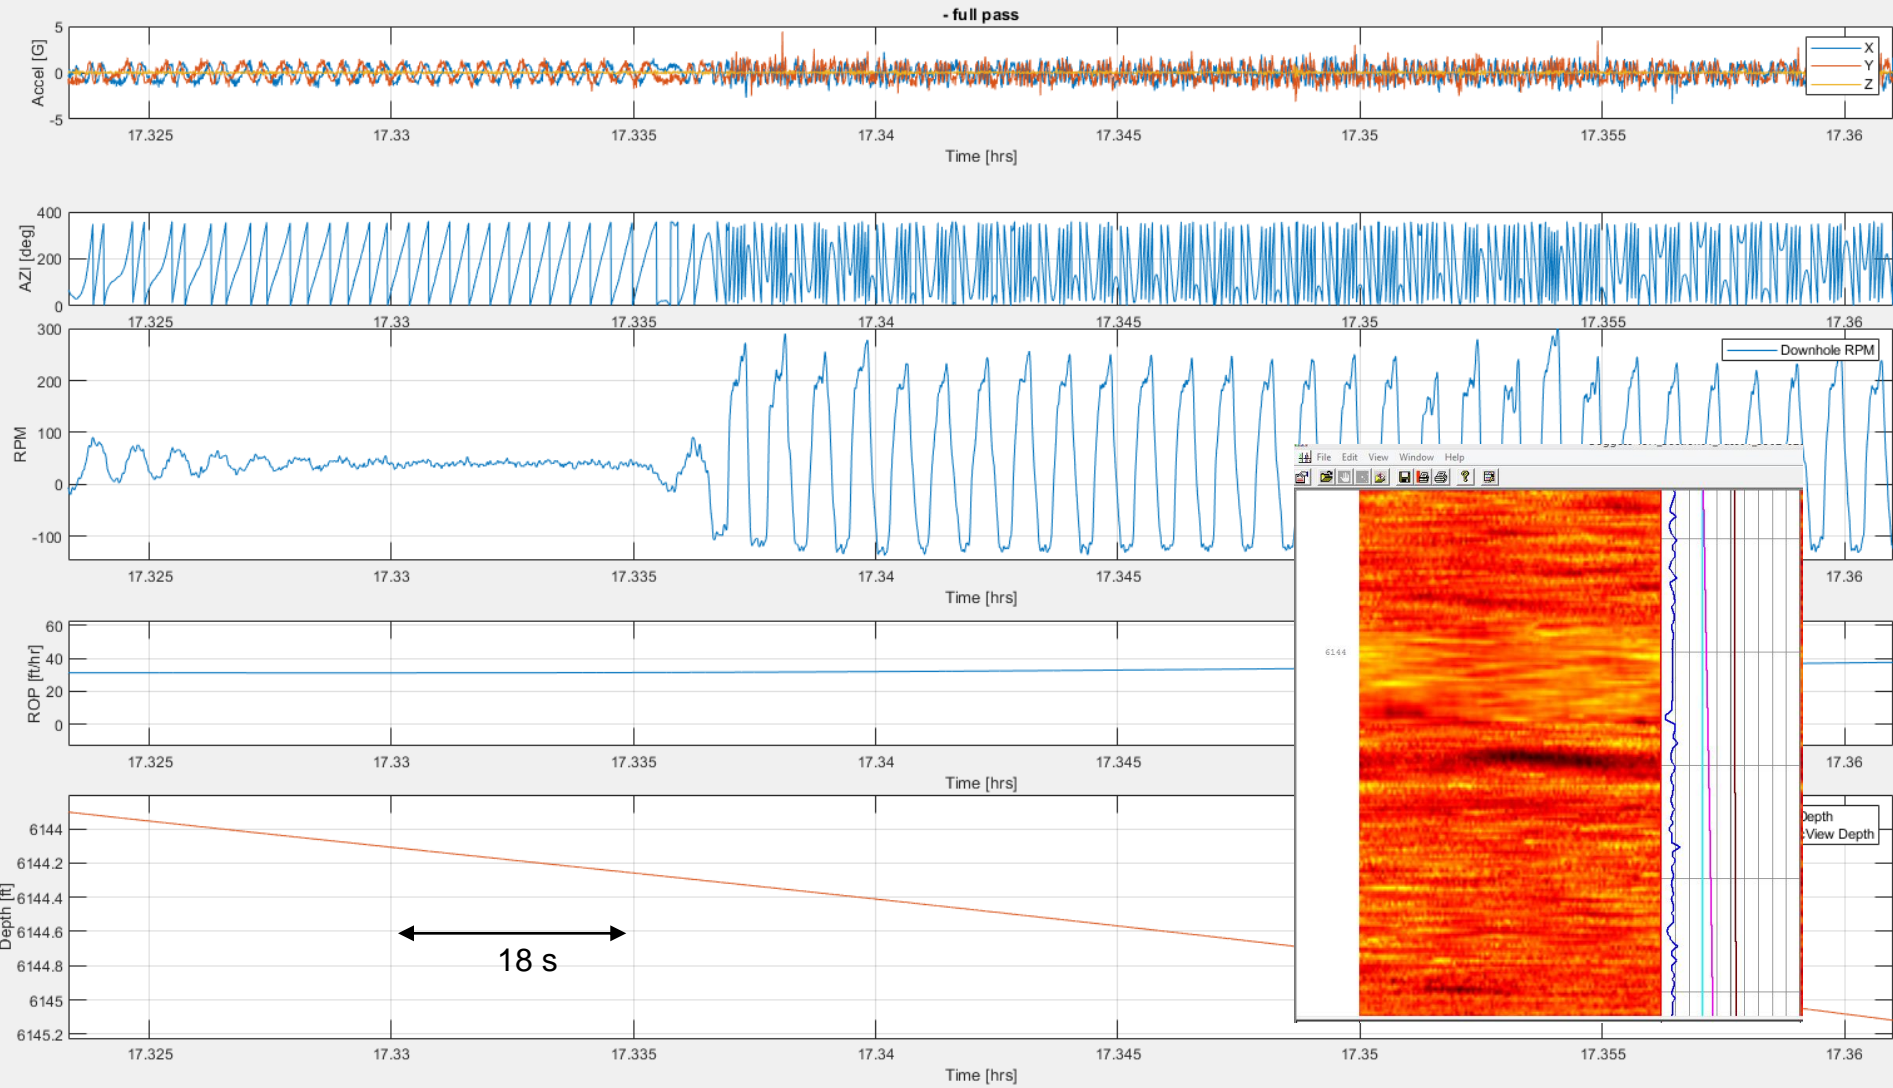 - full pass
Accel [G]
5
0
-5
X
Y
Z
17.325 17.33 17.335 17.34 17.345 17.35 17.355 17.36
Time [hrs]
AZI [deg]
400
200
0
17.325 17.33 17.335 17.34 17.345 17.35 17.355 17.36
RPM
300
200
100
0
-100
Downhole RPM
17.325 17.33 17.335 17.34 17.345 17.36
Time [hrs]
File Edit View Window Help
6144
ROP [ft/hr]
60
40
20
0
17.325 17.33 17.335 17.34 17.345 17.36
Time [hrs]
Depth [ft]
6144
6144.2
6144.4
6144.6
6144.8
6145
6145.2
18 s
Depth
View Depth
17.325 17.33 17.335 17.34 17.345 17.35 17.355 17.36
Time [hrs]